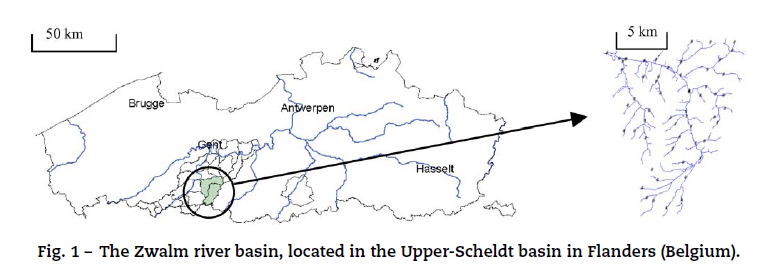 50 km
5 km
Brugge
Antwerpen
Gent
Hasselt
Fig. 1 – The Zwalm river basin, located in the Upper-Scheldt basin in Flanders (Belgium).